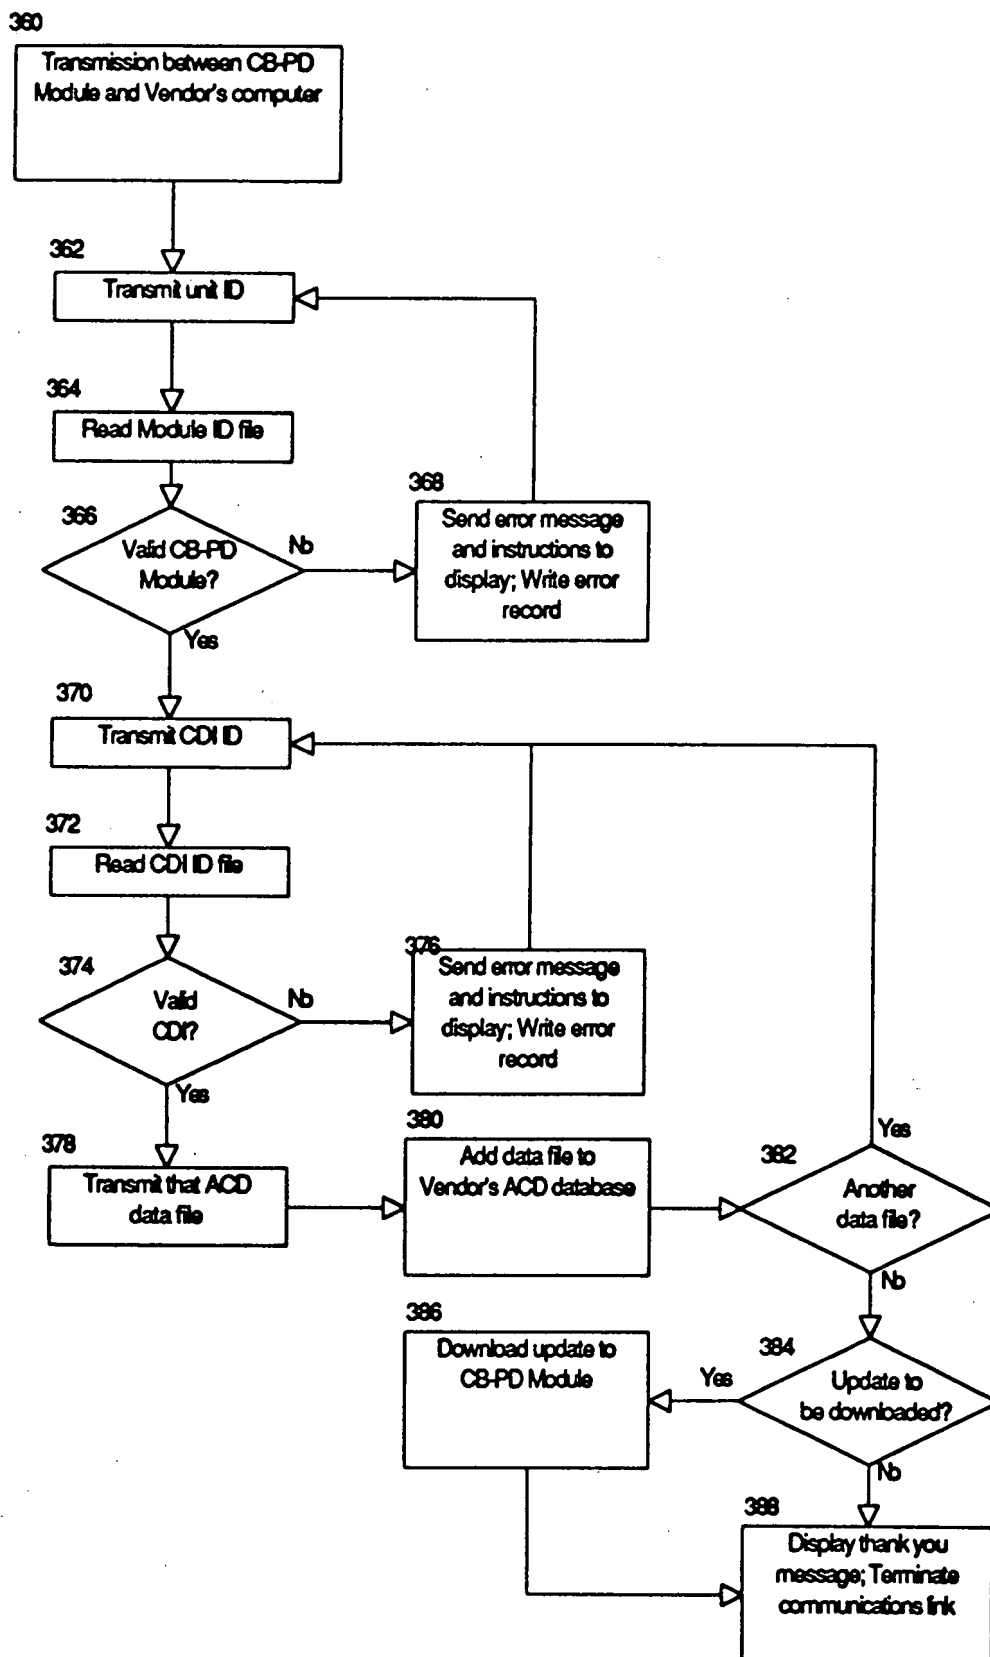 360
Transmission between CB-PD
Module and Vendor's computer
362
Transmit unit ID
364
Read Module ID file
366
Valid CB-PD
Module?
No
Yes
368
Send error message
and instructions to
display; Write error
record
370
Transmit CDI ID
372
Read CDI ID file
374
Valid
CDI?
No
Yes
376
Send error message
and instructions to
display; Write error
record
378
Transmit that ACD
data file
380
Add data file to
Vendor's ACD database
382
Another
data file?
Yes
No
384
Update to
be downloaded?
Yes
No
386
Download update to
CB-PD Module
388
Display thank you
message; Terminate
communications link